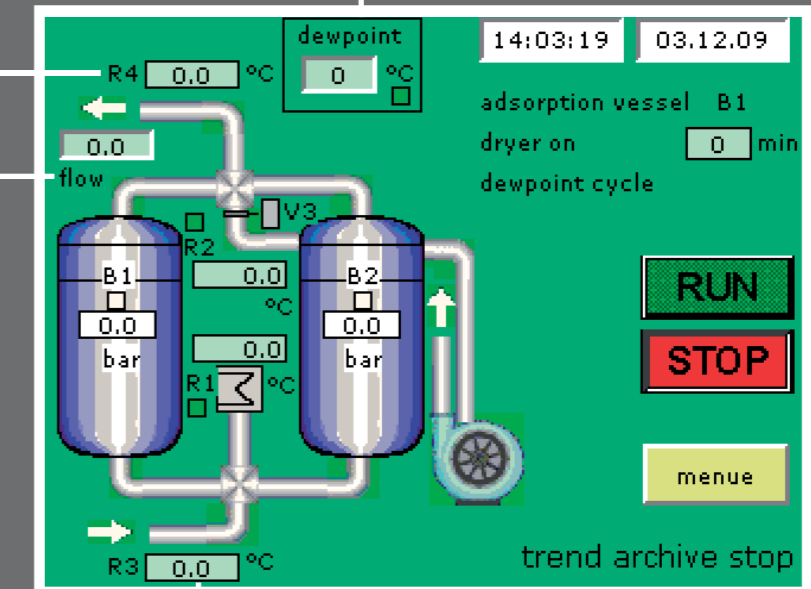 dewpoint
14:03:19
03.12.09
R4 0.0 °C
0 °C
adsorption vessel B1
0.0
dryer on 0 min
flow
dewpoint cycle
V3
R2
B1
0.0 °C
B2
RUN
0.0
0.0
bar
0.0 °C
bar
STOP
R1
menue
trend archive stop
R3 0.0 °C